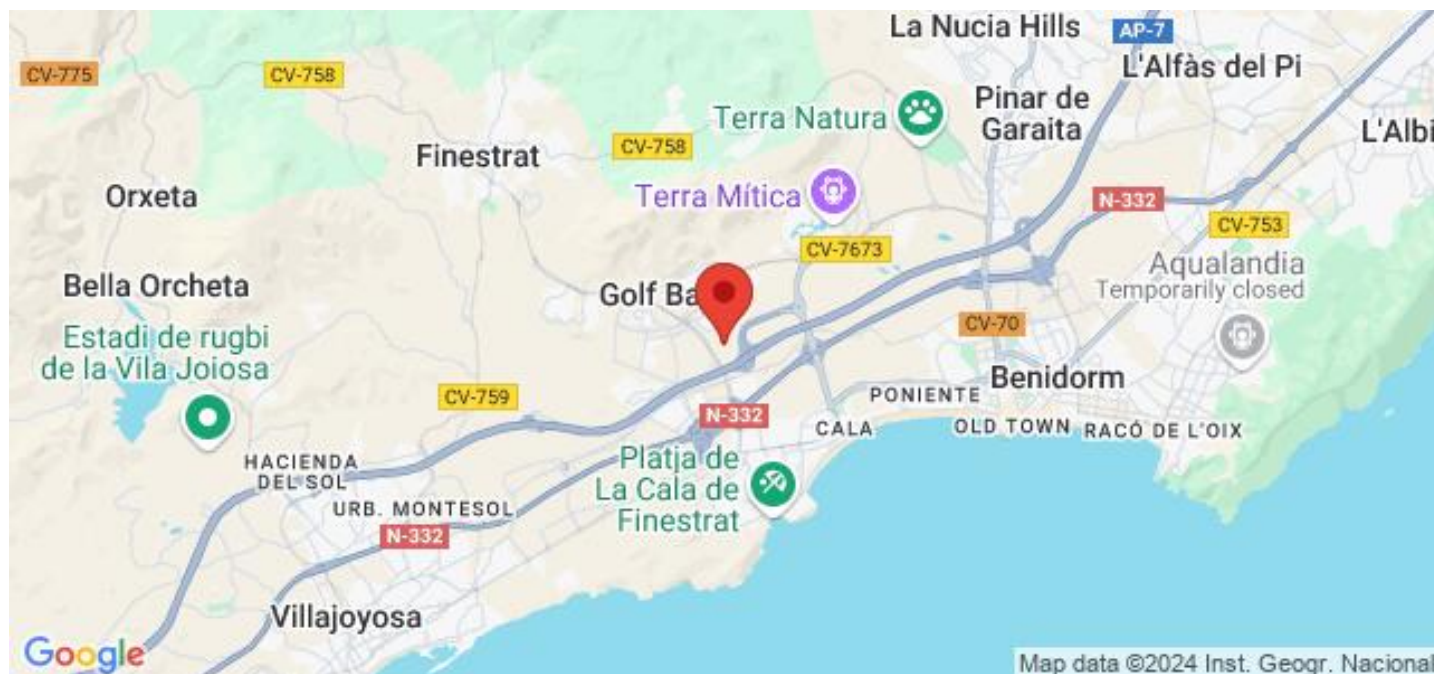 La Nucia Hills
AP-7
CV-775
CV-758
L'Alfàs del Pi
Terra Natura
Pinar de
Garaita
Finestrat
CV-758
L'Albi
Orxeta
Terra Mítica
N-332
CV-753
CV-7673
Bella Orcheta
Golf Ba
Aqualandia
Temporarily closed
Estadi de rugbi
de la Vila Joiosa
CV-70
CV-759
Benidorm
PONIENTE
N-332
CALA
OLD TOWN
RACÓ DE L'OIX
HACIENDA
DEL SOL
Platja de
La Cala de
Finestrat
URB. MONTESOL
N-332
Villajoyosa
Google
Map data ©2024 Inst. Geogr. Nacional